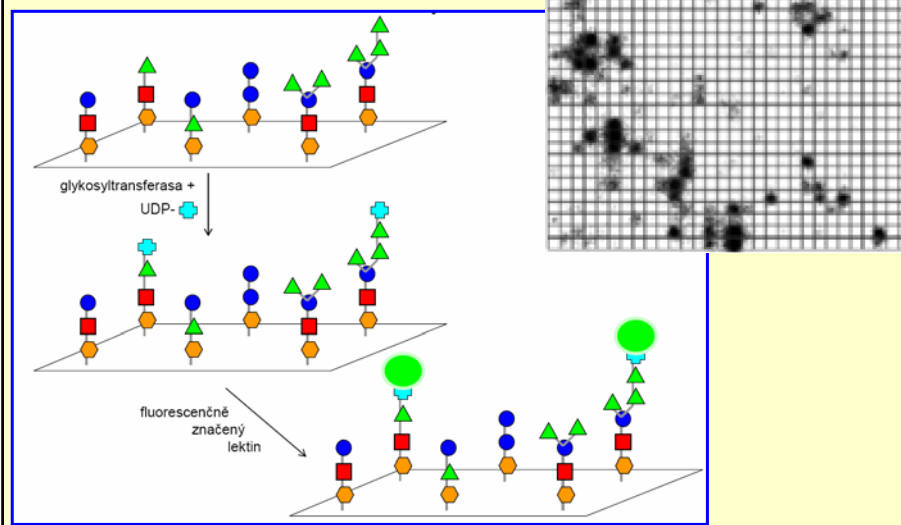 glykosyltransferasa +
UDP-
fluorescenčně
značený
lektin